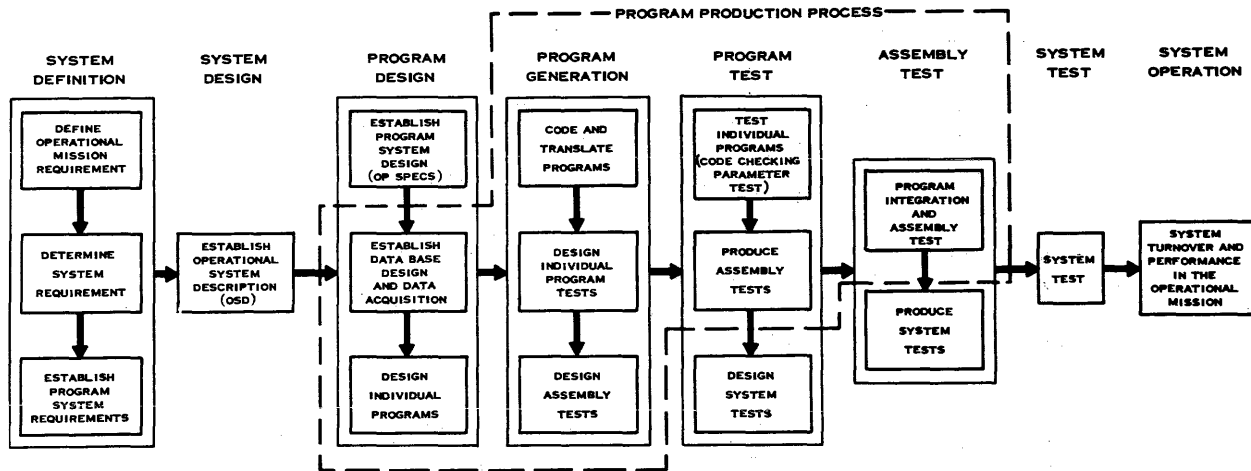 PROGRAM PRODUCTION PROCESS
SYSTEM
DEFINITION
SYSTEM
DESIGN
PROGRAM
DESIGN
PROGRAM
GENERATION
PROGRAM
TEST
ASSEMBLY
TEST
SYSTEM
TEST
SYSTEM
OPERATION
DEFINE
OPERATIONAL
MISSION
REQUIREMENT
DETERMINE
SYSTEM
REQUIREMENT
ESTABLISH
PROGRAM
SYSTEM
REQUIREMENTS
ESTABLISH
OPERATIONAL
SYSTEM
DESCRIPTION
(OSD)
ESTABLISH
PROGRAM
SYSTEM
DESIGN
(OP SPECS)
ESTABLISH
DATA BASE
DESIGN
AND DATA
ACQUISITION
DESIGN
INDIVIDUAL
PROGRAMS
CODE AND
TRANSLATE
PROGRAMS
DESIGN
INDIVIDUAL
PROGRAM
TESTS
DESIGN
ASSEMBLY
TESTS
TEST
INDIVIDUAL
PROGRAMS
(CODE CHECKING
PARAMETER
TEST)
PRODUCE
ASSEMBLY
TESTS
DESIGN
SYSTEM
TESTS
PROGRAM
INTEGRATION
AND
ASSEMBLY
TEST
PRODUCE
SYSTEM
TESTS
SYSTEM
TEST
SYSTEM
TURNOVER AND
PERFORMANCE
IN THE
OPERATIONAL
MISSION